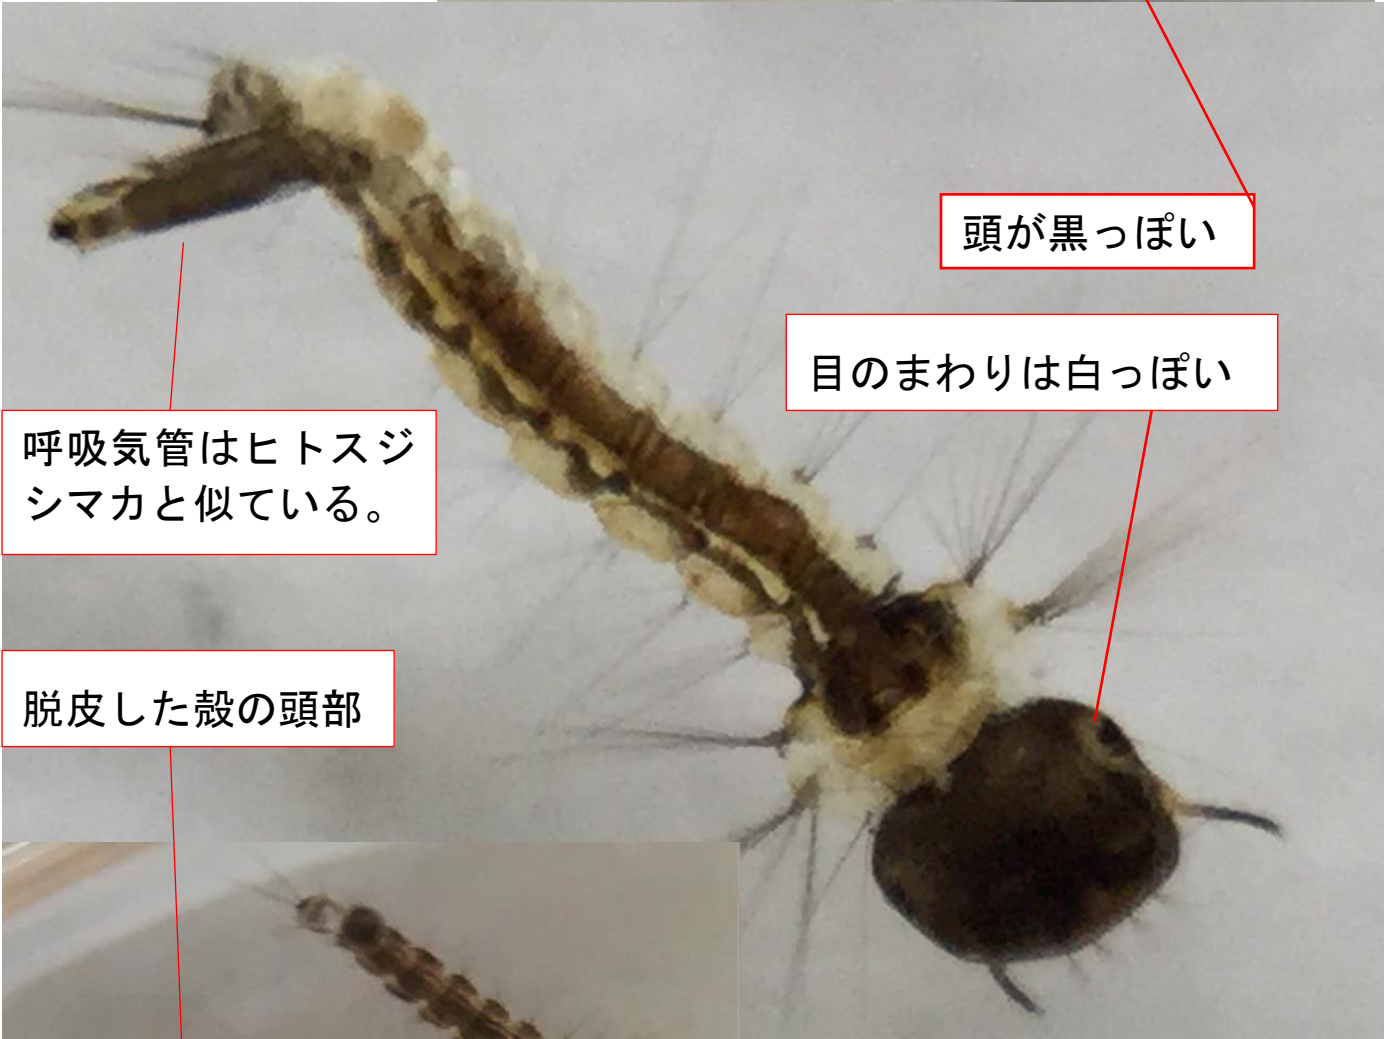 頭が黒っぽい
目のまわりは白っぽい
呼吸気管はヒトスジ
シマカと似ている。
脱皮した殻の頭部